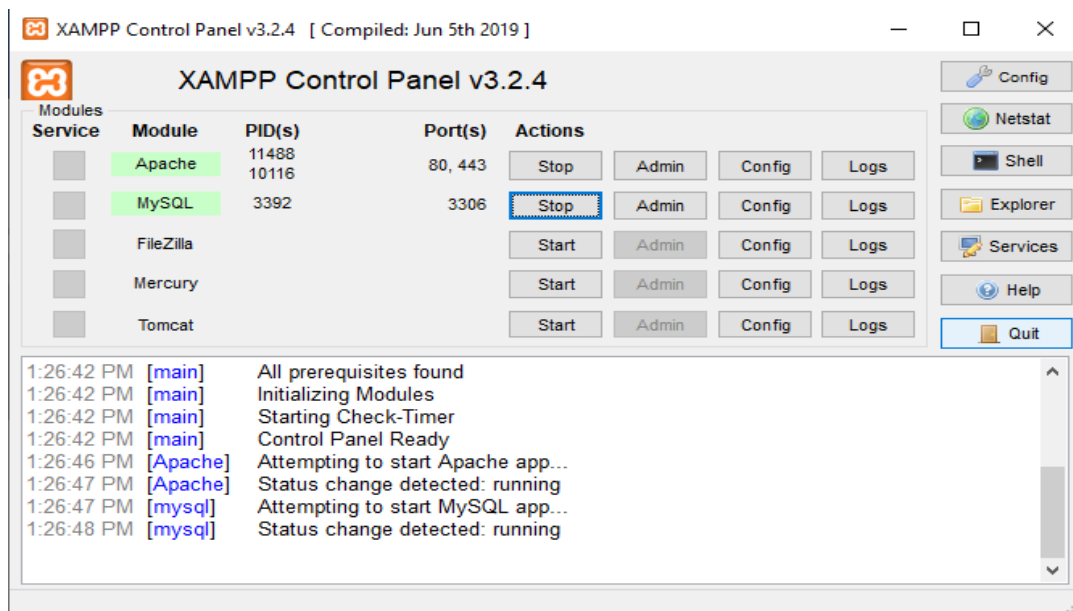 XAMPP Control Panel v3.2.4 [ Compiled: Jun 5th 2019 ]
XAMPP Control Panel v3.2.4
Config
Modules
Service Module PID(s) Port(s) Actions
Netstat
Apache 11488 10116 80, 443 Stop Admin Config Logs
Shell
MySQL 3392 3306 Stop Admin Config Logs
Explorer
FileZilla Start Admin Config Logs
Services
Mercury Start Admin Config Logs
Help
Tomcat Start Admin Config Logs
Quit
1:26:42 PM [main] All prerequisites found
1:26:42 PM [main] Initializing Modules
1:26:42 PM [main] Starting Check-Timer
1:26:42 PM [main] Control Panel Ready
1:26:46 PM [Apache] Attempting to start Apache app...
1:26:47 PM [Apache] Status change detected: running
1:26:47 PM [mysql] Attempting to start MySQL app...
1:26:48 PM [mysql] Status change detected: running